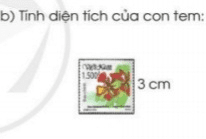 b) Tính diện tích của con tem:
Việt Nam
1.500
3 cm